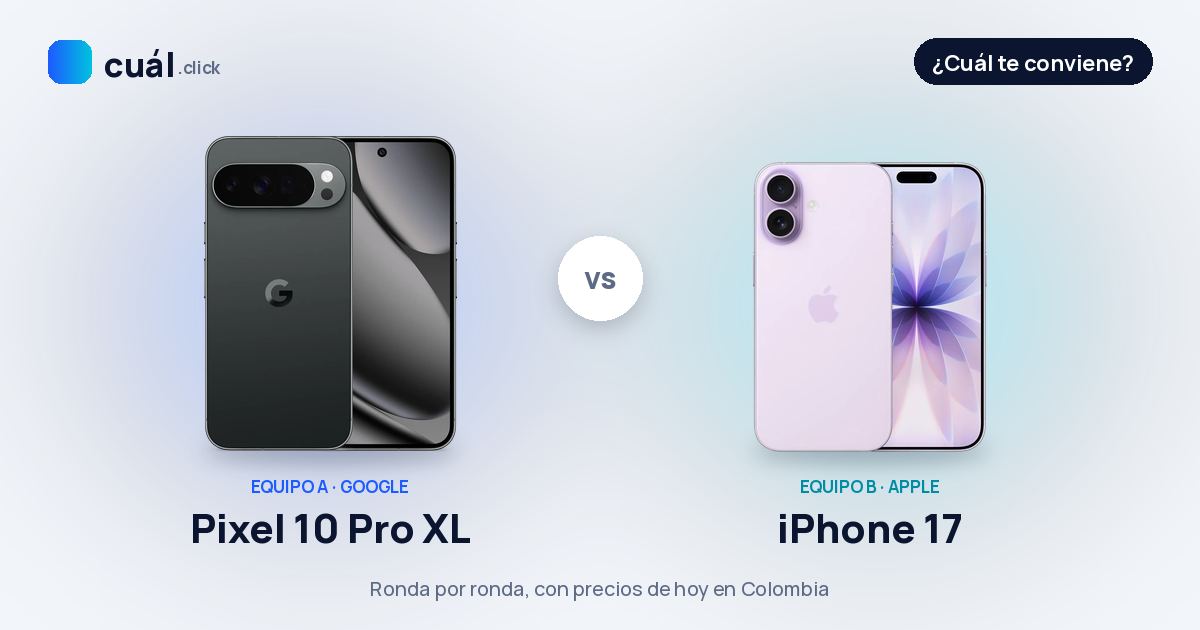 cuál.click
¿Cuál te conviene?
vs
EQUIPO A · GOOGLE
EQUIPO B · APPLE
Pixel 10 Pro XL
iPhone 17
Ronda por ronda, con precios de hoy en Colombia